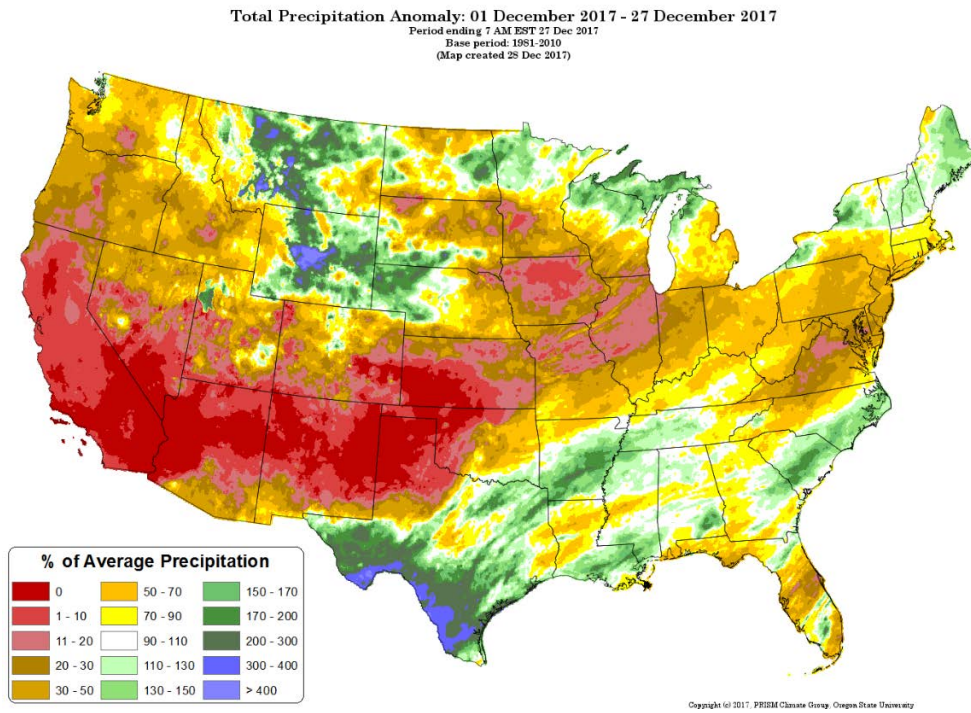 Total Precipitation Anomaly: 01 December 2017 - 27 December 2017
Period ending 7 AM EST 27 Dec 2017
Base period: 1981-2010
(Map created 28 Dec 2017)
% of Average Precipitation
0
50 - 70
150 - 170
1 - 10
70 - 90
170 - 200
11 - 20
90 - 110
200 - 300
20 - 30
110 - 130
300 - 400
30 - 50
130 - 150
> 400
Copyright (c) 2017, PRISM Climate Group, Oregon State University